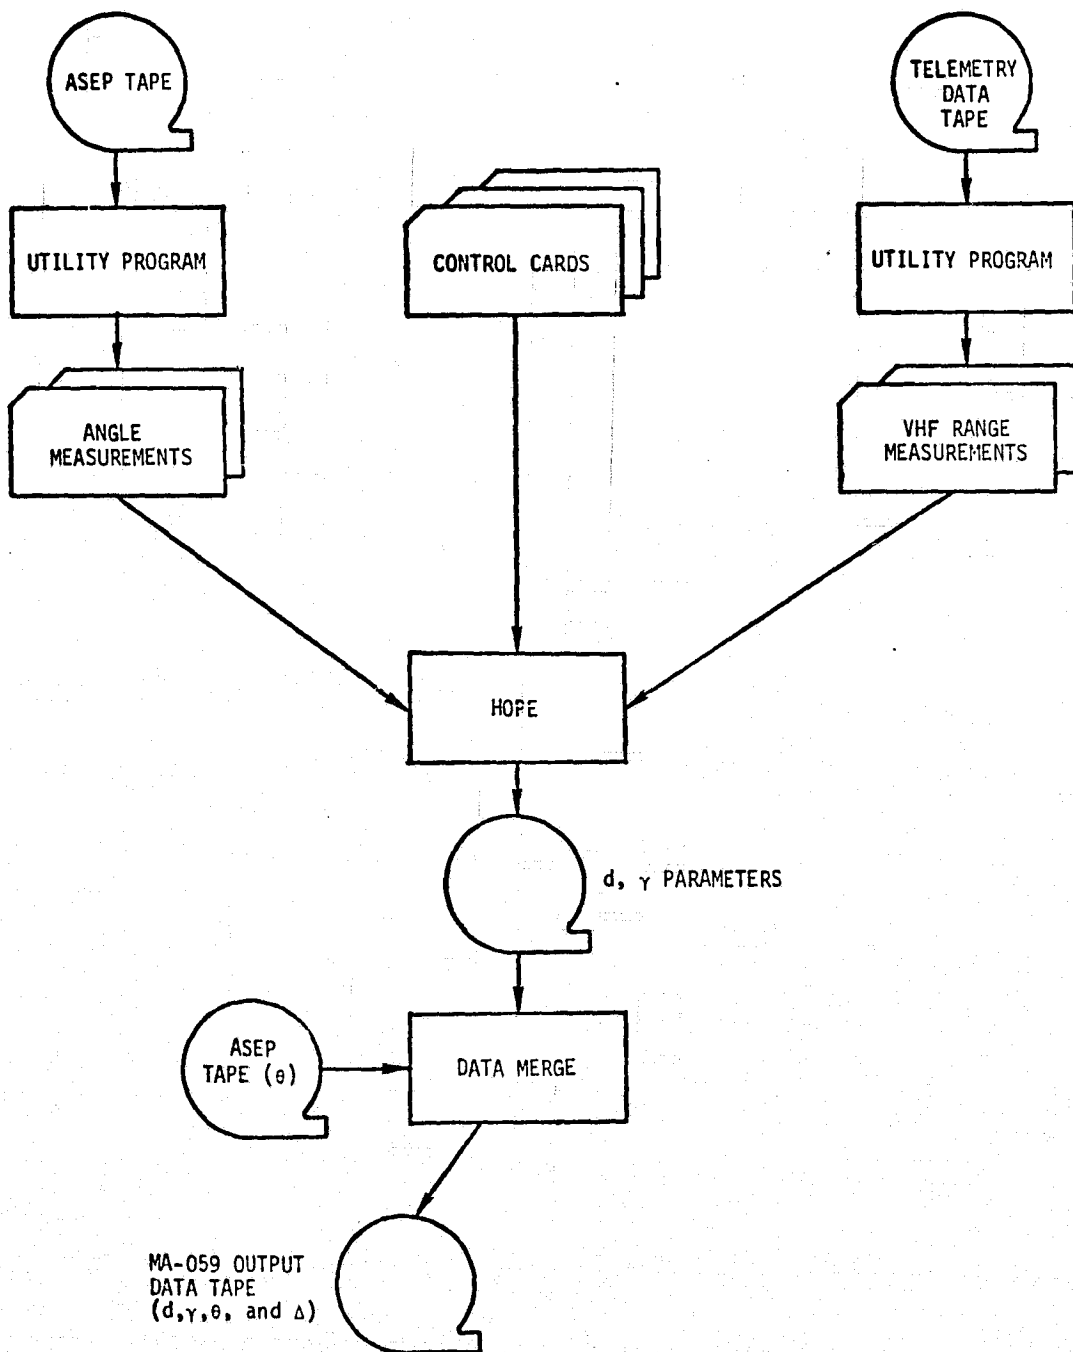 ASEP TAPE
TELEMETRY
DATA
TAPE
UTILITY PROGRAM
CONTROL CARDS
UTILITY PROGRAM
ANGLE
MEASUREMENTS
VHF RANGE
MEASUREMENTS
HOPE
d, γ PARAMETERS
ASEP
TAPE (θ)
DATA MERGE
MA-059 OUTPUT
DATA TAPE
(d,γ,θ, and Δ)